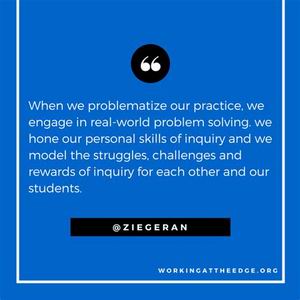 When we problematize our practice, we
engage in real-world problem solving. we
hone our personal skills of inquiry and we
model the struggles, challenges and
rewards of inquiry for each other and our
students.
@ZIEGERAN
WORKINGATTHEEDGE.ORG